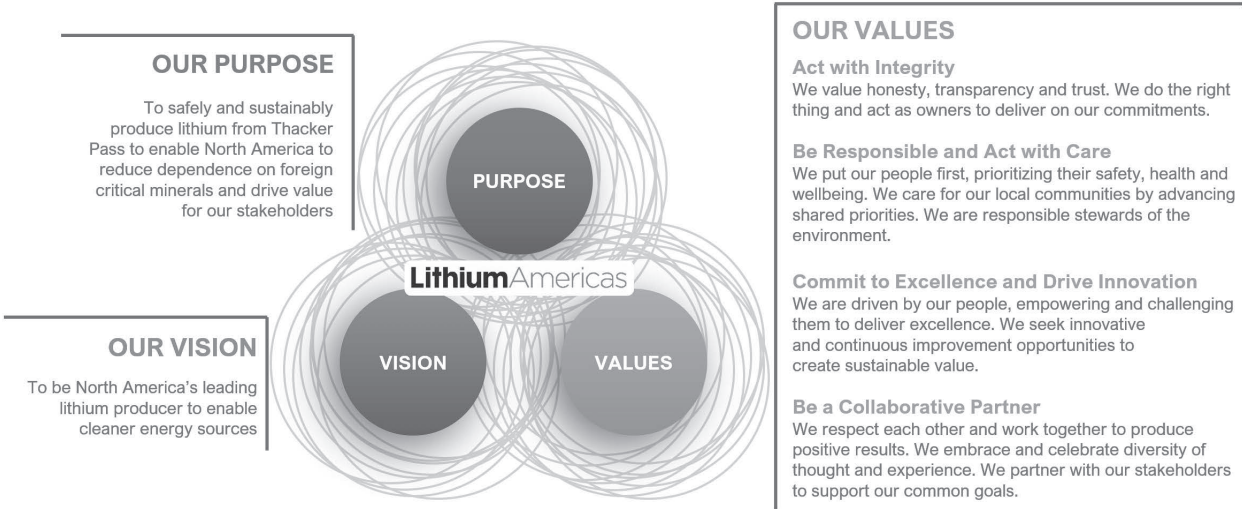 OUR PURPOSE
To safely and sustainably
produce lithium from Thacker
Pass to enable North America to
reduce dependence on foreign
critical minerals and drive value
for our stakeholders
OUR VISION
To be North America's leading
lithium producer to enable
cleaner energy sources
PURPOSE
LithiumAmericas
VISION
VALUES
OUR VALUES
Act with Integrity
We value honesty, transparency and trust. We do the right
thing and act as owners to deliver on our commitments.
Be Responsible and Act with Care
We put our people first, prioritizing their safety, health and
wellbeing. We care for our local communities by advancing
shared priorities. We are responsible stewards of the
environment.
Commit to Excellence and Drive Innovation
We are driven by our people, empowering and challenging
them to deliver excellence. We seek innovative
and continuous improvement opportunities to
create sustainable value.
Be a Collaborative Partner
We respect each other and work together to produce
positive results. We embrace and celebrate diversity of
thought and experience. We partner with our stakeholders
to support our common goals.